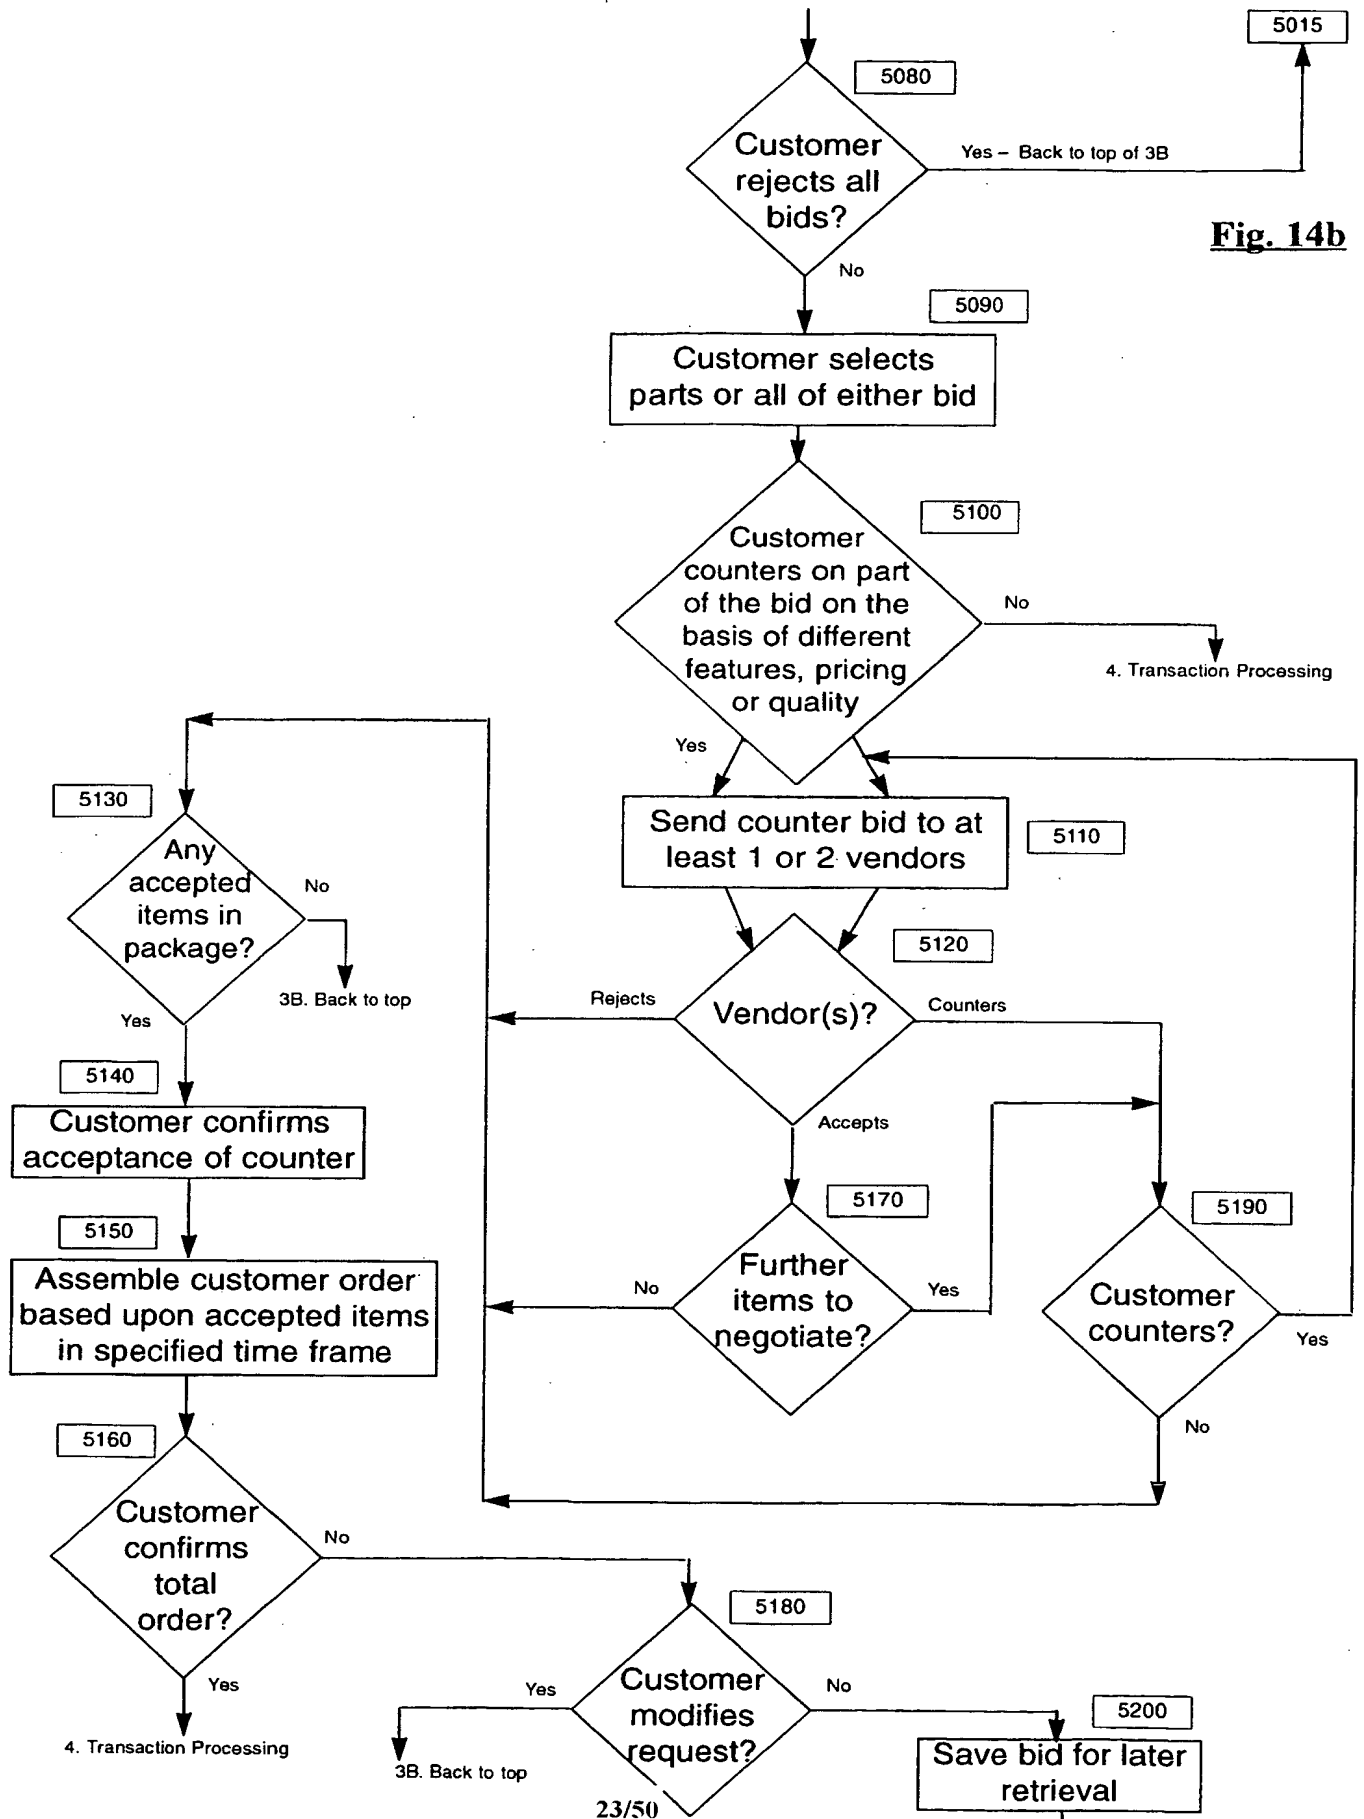 5015
5080
Customer
rejects all
bids?
Yes – Back to top of 3B
Fig. 14b
No
5090
Customer selects
parts or all of either bid
5100
Customer
counters on part
of the bid on the
basis of different
features, pricing
or quality
No
4. Transaction Processing
Yes
Send counter bid to at
least 1 or 2 vendors
5110
5130
Any
accepted
items in
package?
No
3B. Back to top
Yes
5120
Vendor(s)?
Rejects
Counters
Accepts
5140
Customer confirms
acceptance of counter
5170
Further
items to
negotiate?
No
Yes
5190
Customer
counters?
Yes
No
5150
Assemble customer order
based upon accepted items
in specified time frame
5160
Customer
confirms
total
order?
No
Yes
4. Transaction Processing
5180
Customer
modifies
request?
Yes
3B. Back to top
No
5200
Save bid for later
retrieval
23/50